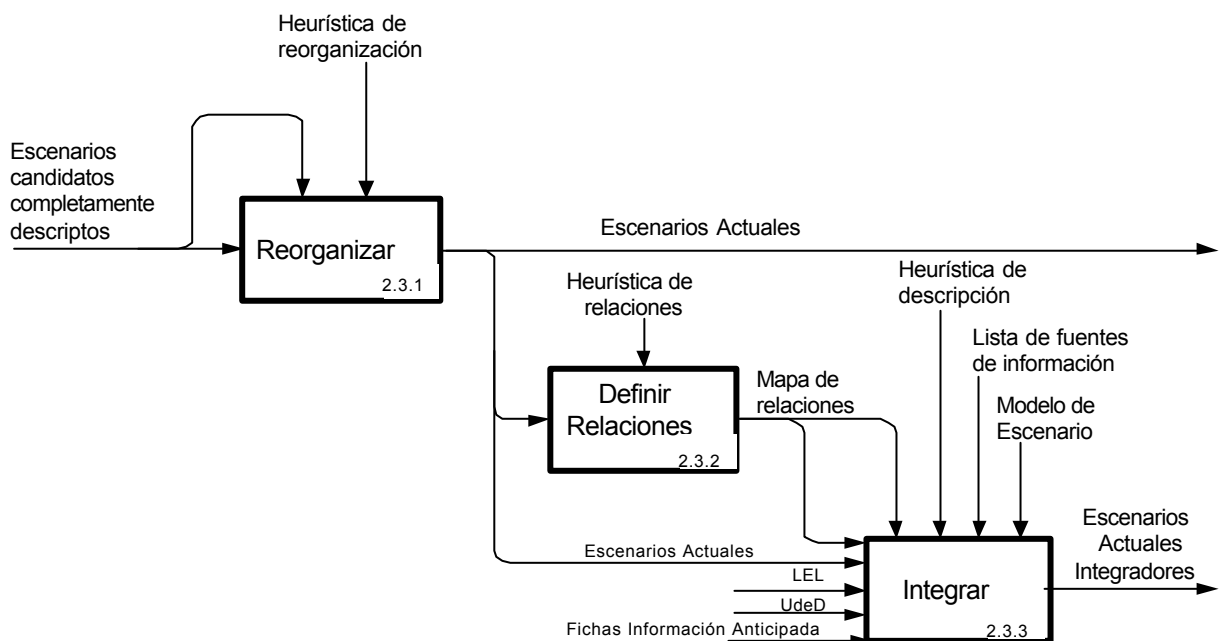 Heurística de
reorganización
Escenarios
candidatos
completamente
descriptos
Reorganizar
2.3.1
Escenarios Actuales
Heurística de
relaciones
Heurística de
descripción
Lista de fuentes
de información
Definir
Relaciones
2.3.2
Mapa de
relaciones
Modelo de
Escenario
Escenarios Actuales
LEL
UdeD
Fichas Información Anticipada
Integrar
2.3.3
Escenarios
Actuales
Integradores